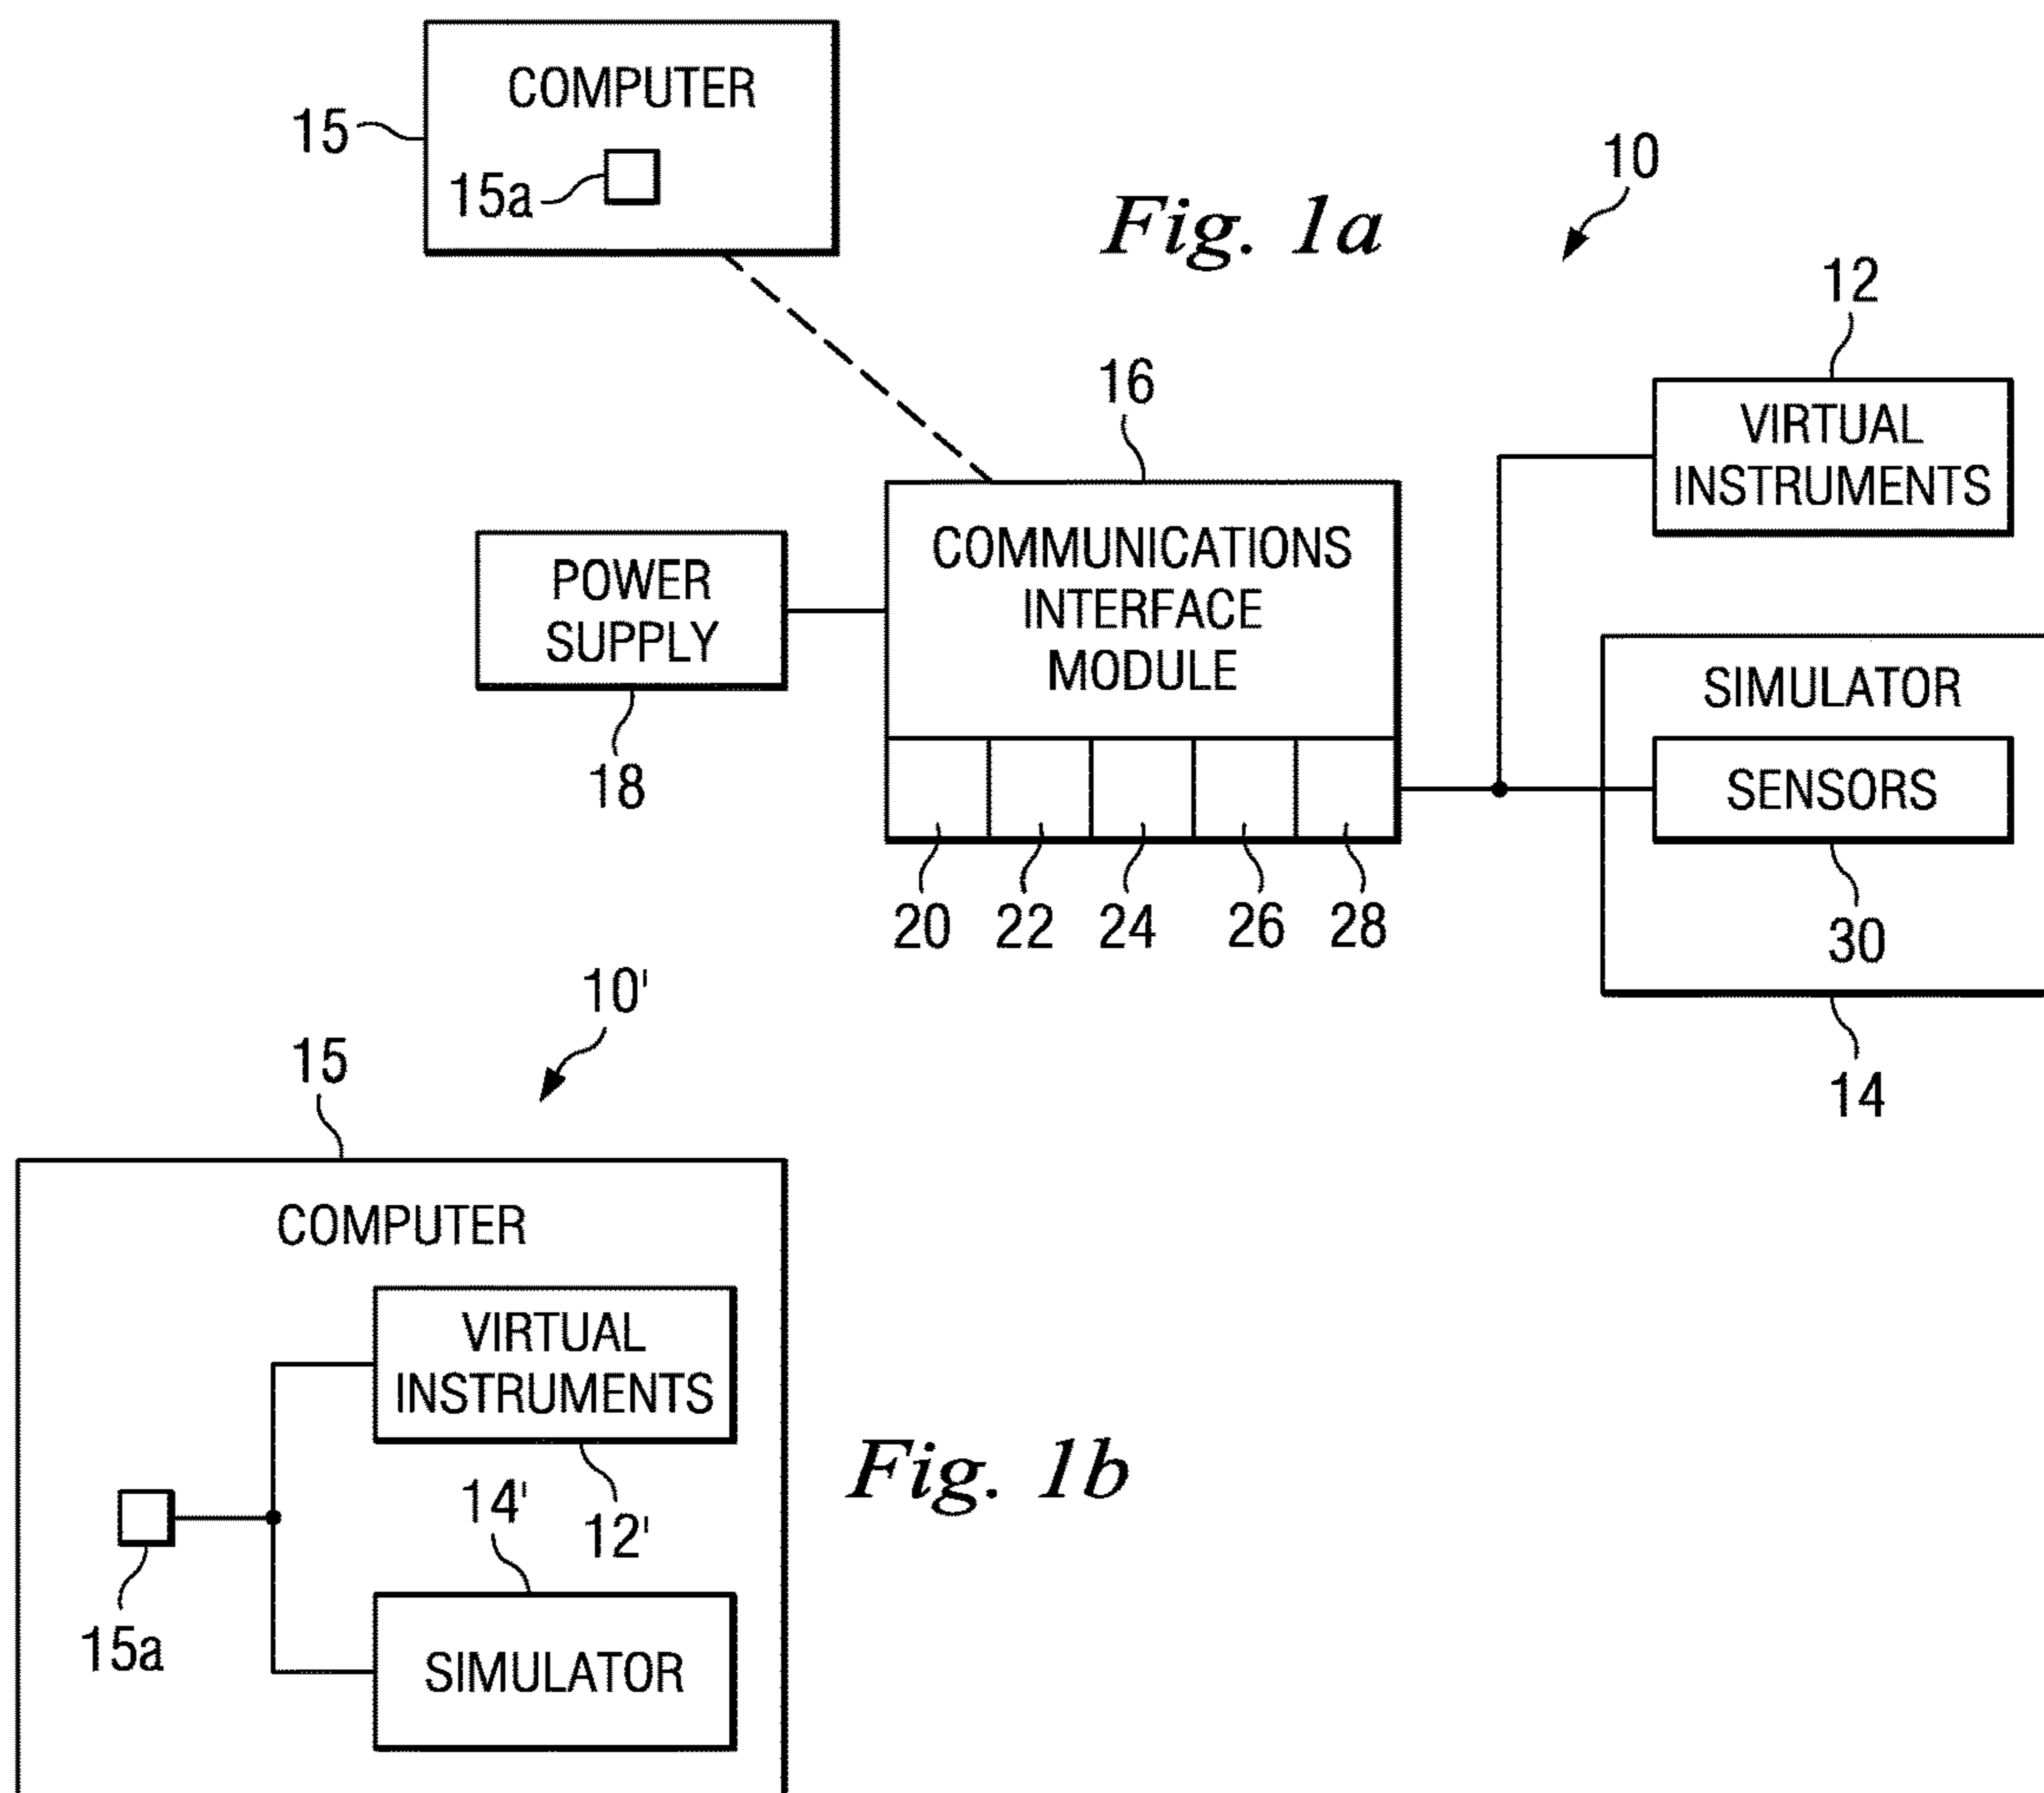 COMPUTER
15
15a
Fig. 1a
10
12
VIRTUAL
INSTRUMENTS
16
COMMUNICATIONS
INTERFACE
MODULE
POWER
SUPPLY
18
SIMULATOR
SENSORS
20 22 24 26 28
30
14
10'
15
COMPUTER
VIRTUAL
INSTRUMENTS
Fig. 1b
14'
12'
15a
SIMULATOR